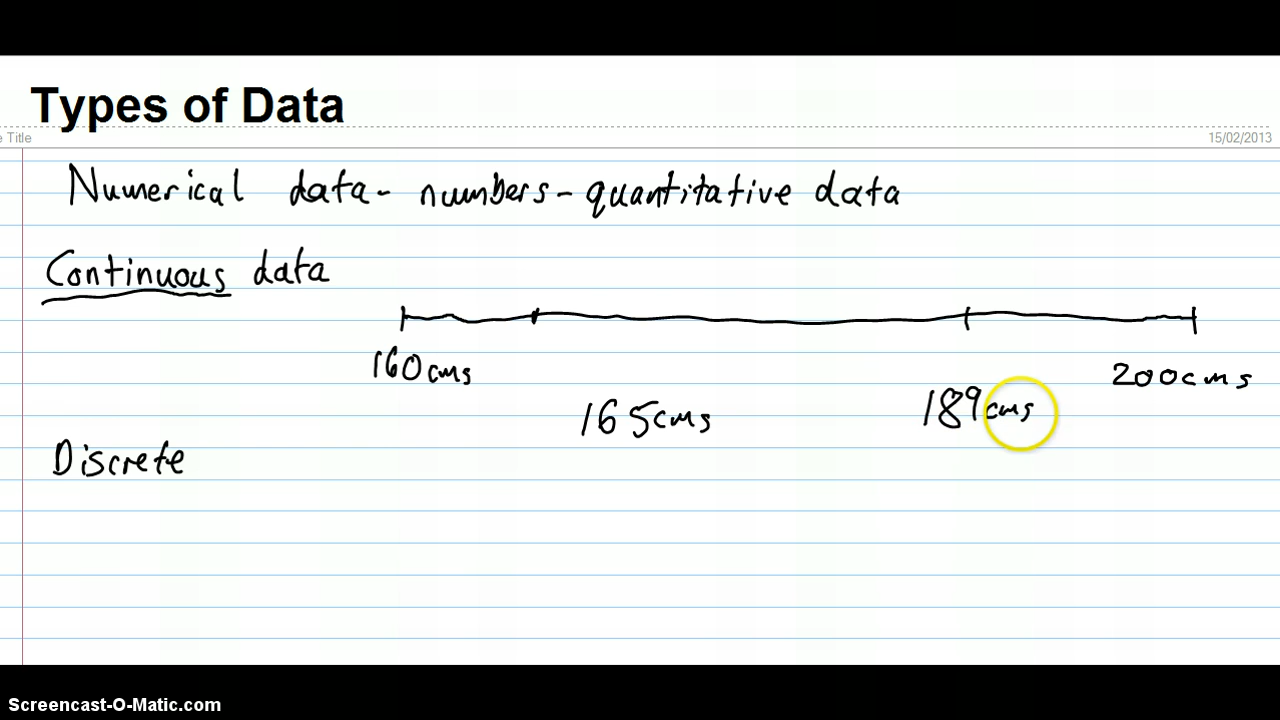 Types of Data
e Title
15/02/2013
Numerical data - numbers - quantitative data
Continuous data
160cms
200cms
165cms
189cms
Discrete
Screencast-O-Matic.com